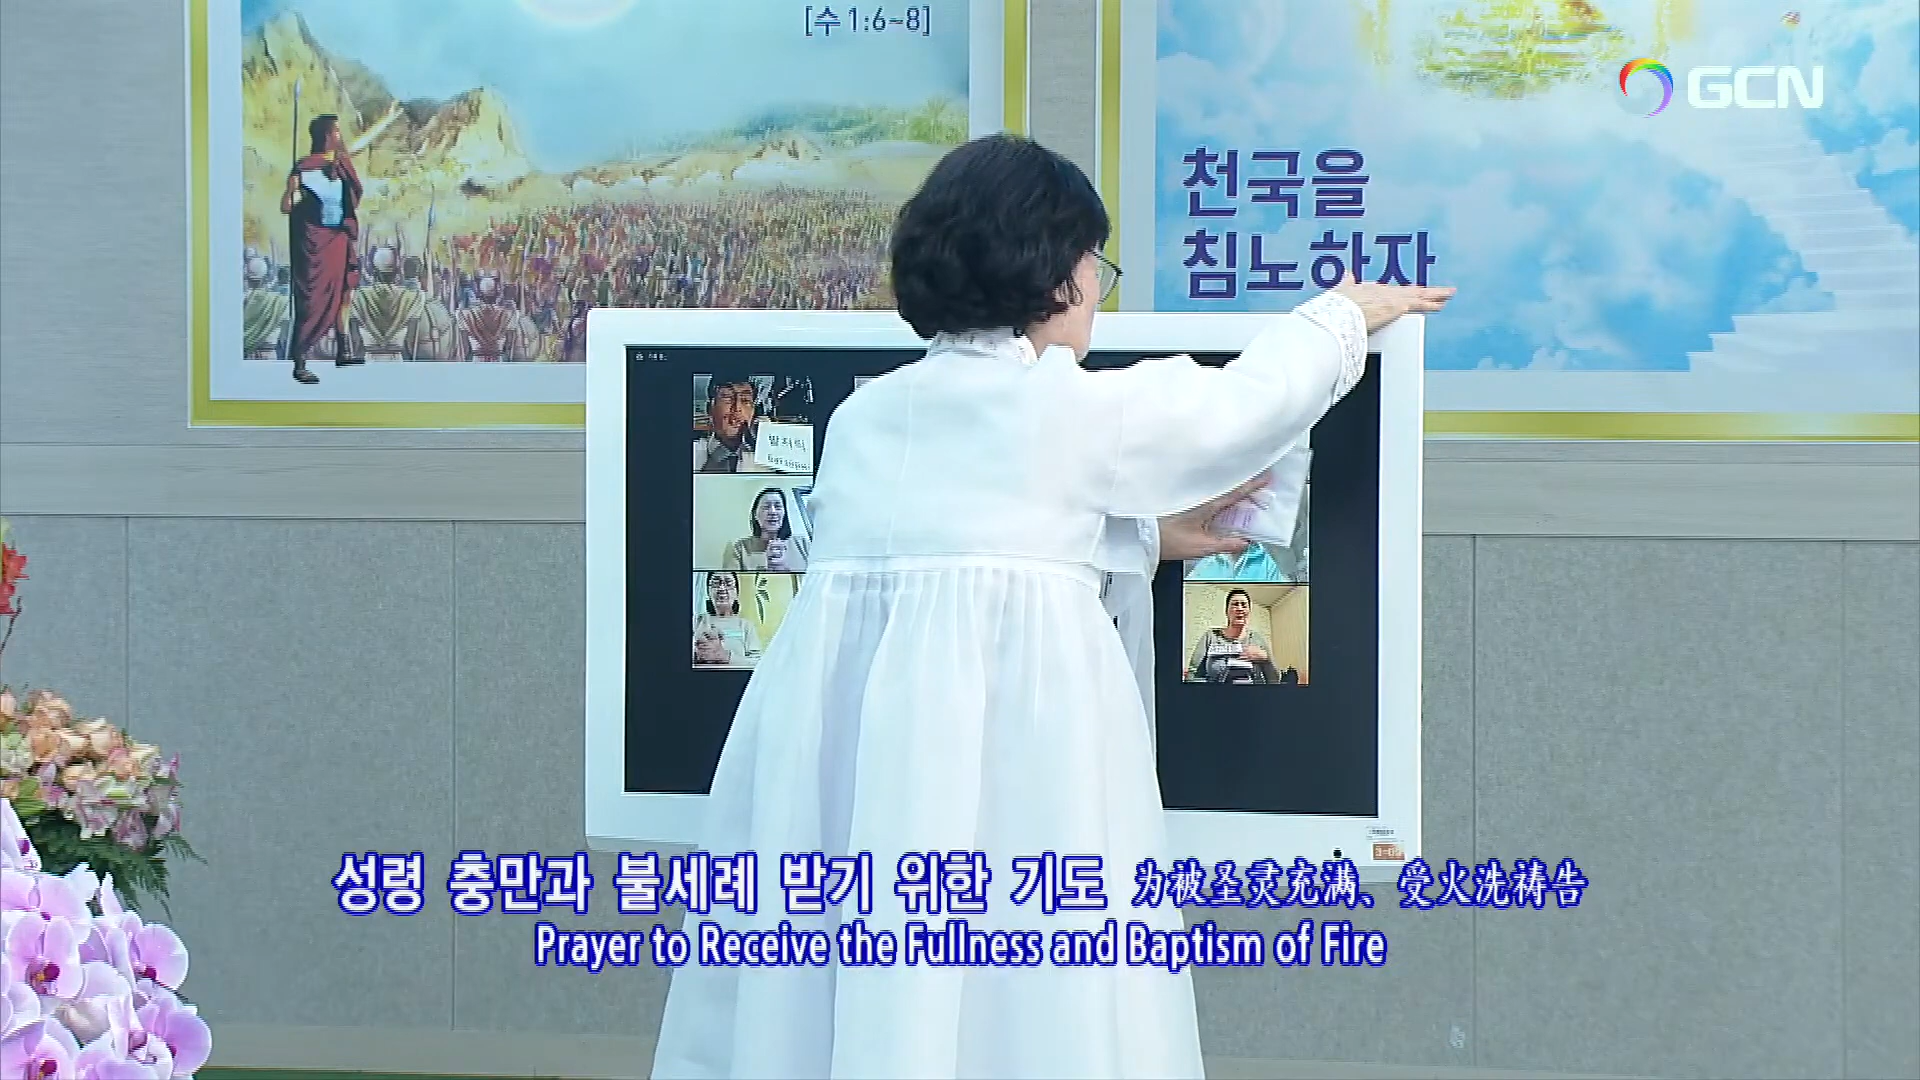 [수 1:6~8]
GCN
천국을
침노하자
성령 충만과 불세례 받기 위한 기도 为被圣灵充满、受火洗祷告
Prayer to Receive the Fullness and Baptism of Fire